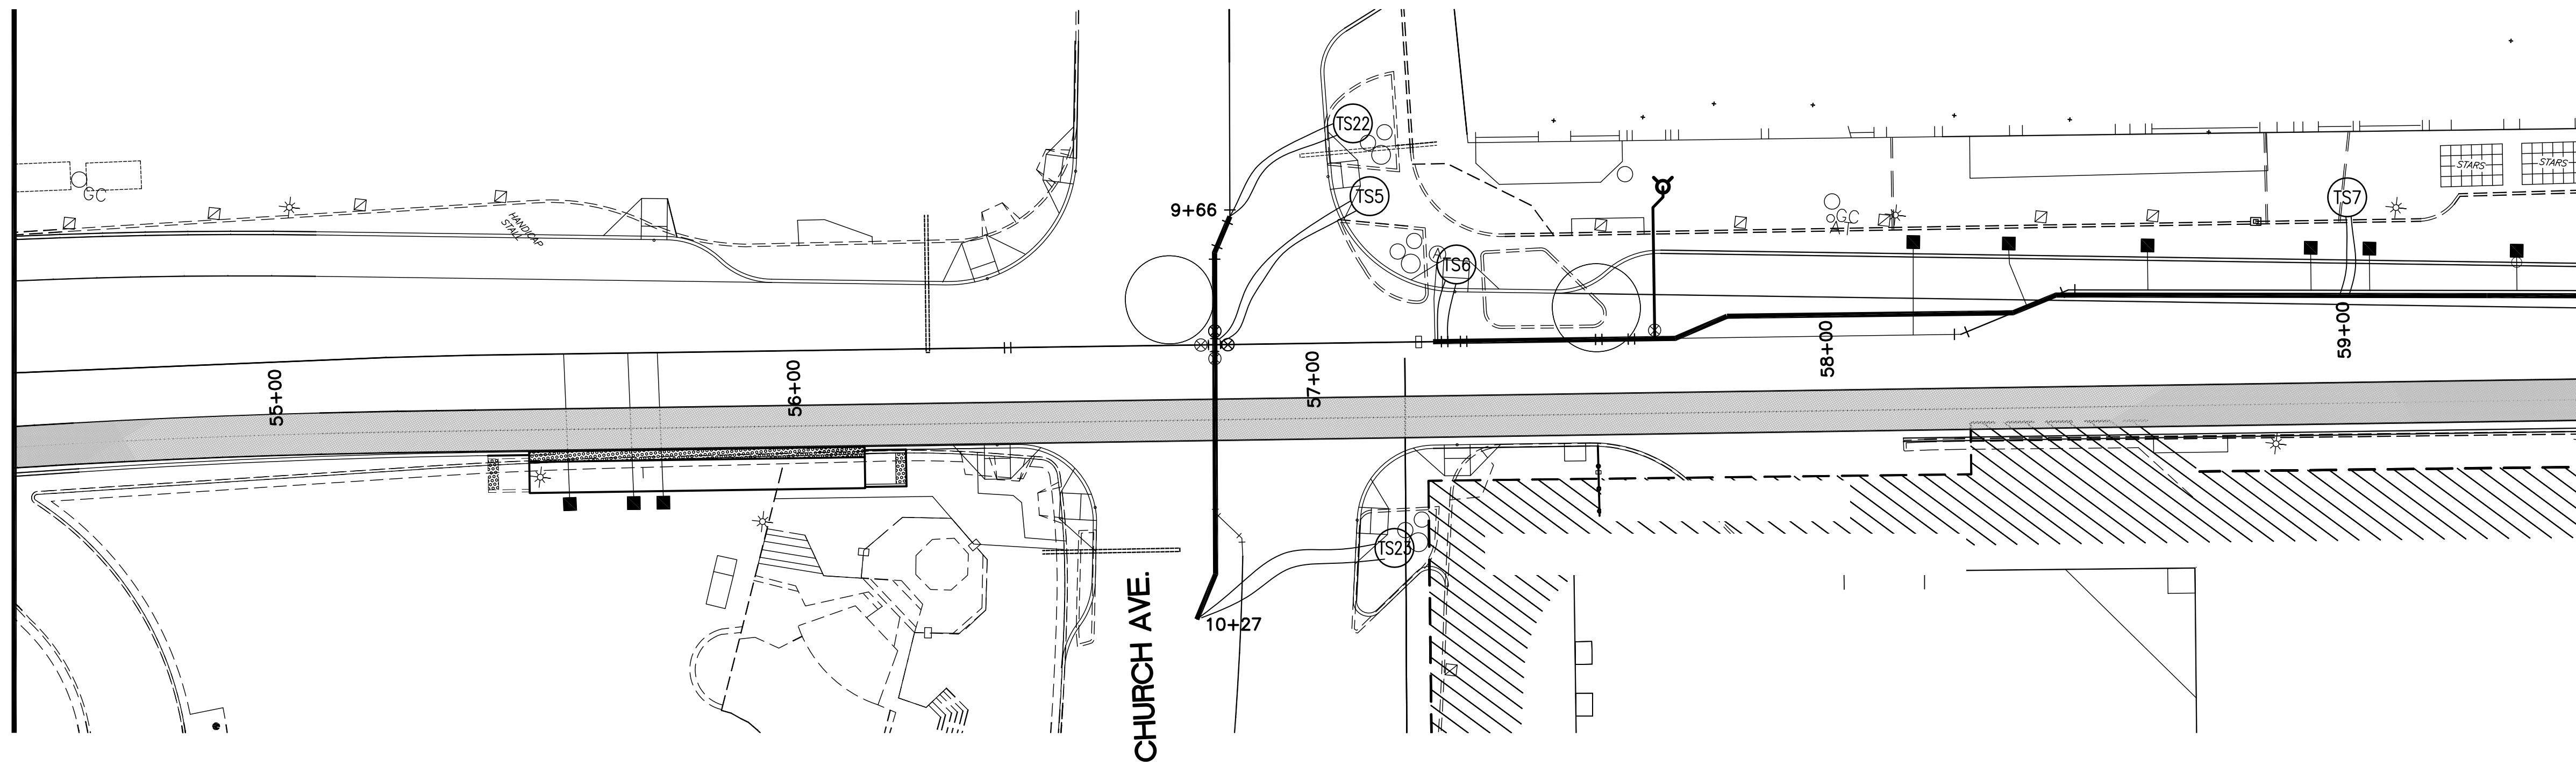 TS22
STARS
STARS
GC
TS5
TS7
9+66
GC
HANDICAP
STALL
A
TS6
55+00
56+00
57+00
58+00
59+00
TS23
CHURCH AVE.
10+27